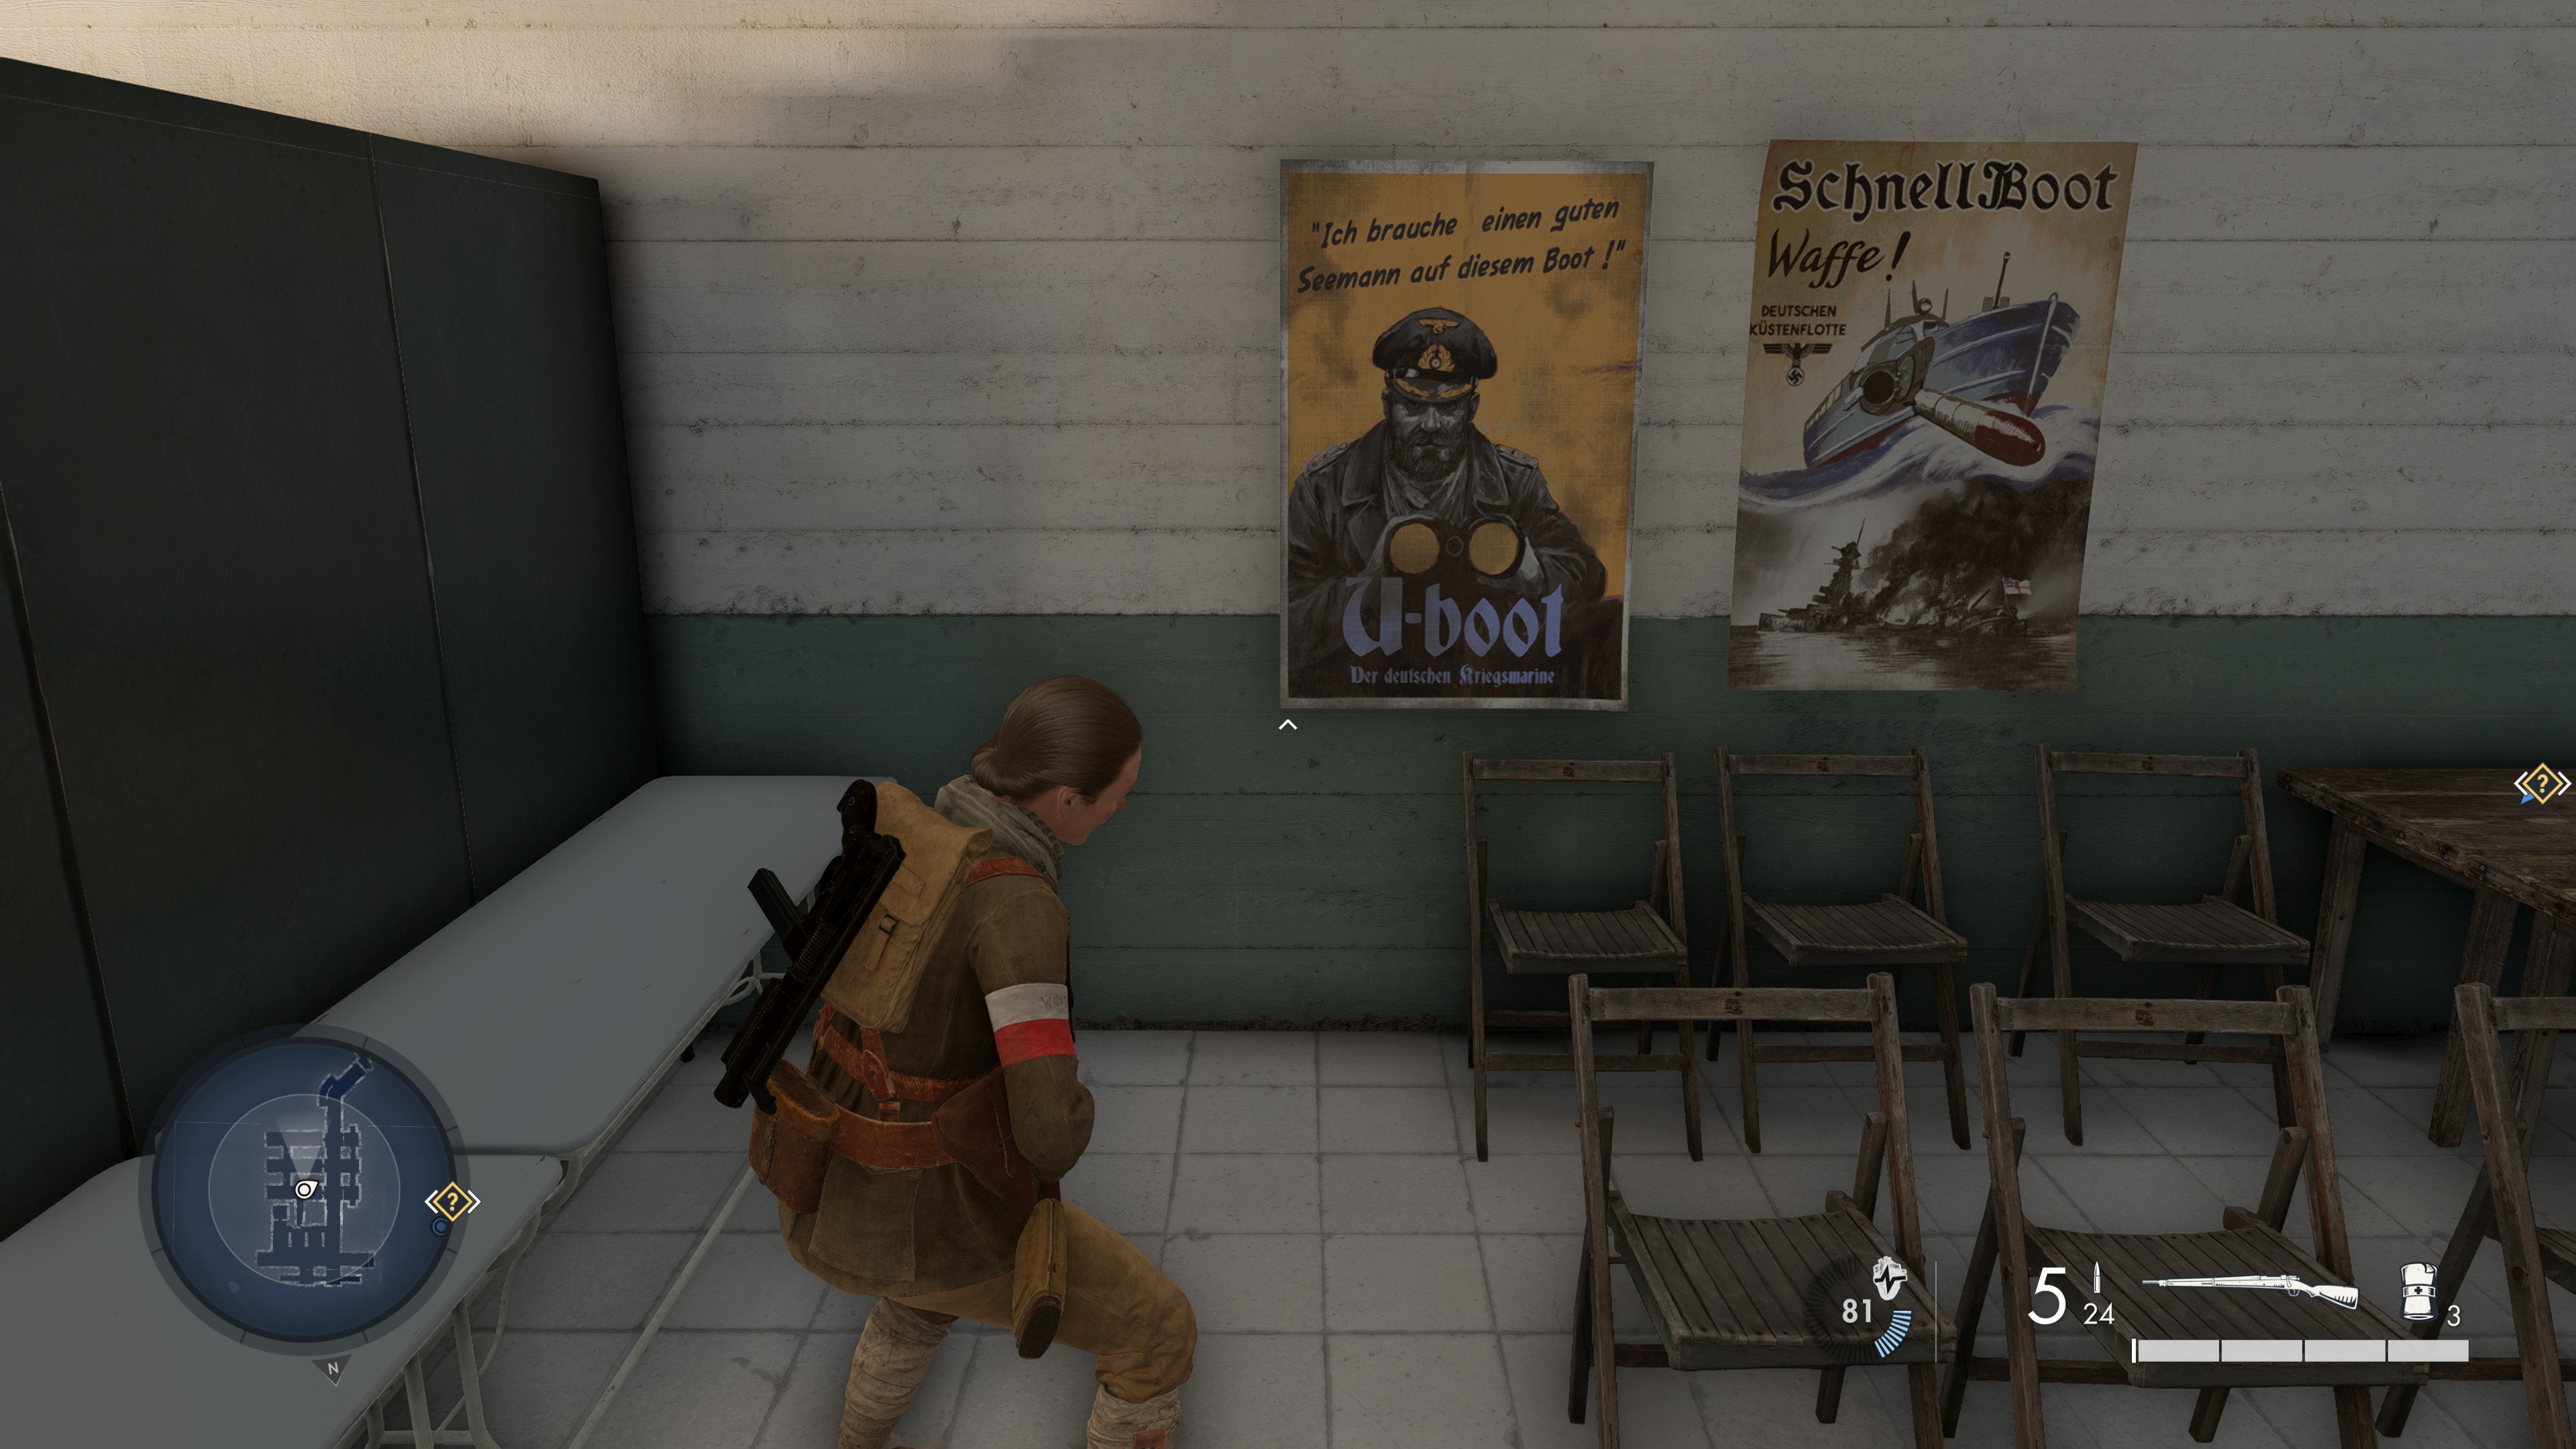 "Ich brauche einen guten
Seemann auf diesem Boot !"
U-boot
Der deutschen Kriegsmarine
SchnellBoot
Waffe !
DEUTSCHEN
KÜSTENFLOTTE
?
?
N
81
5
24
3